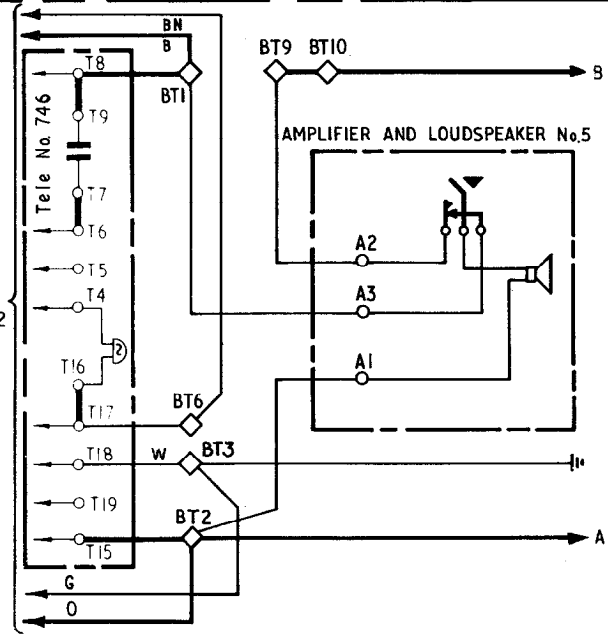 BN
B
T8
BT1
T9
Tele No. 746
T7
T6
T5
T4
2
T16
T17
BT6
T18
W
BT3
T19
BT2
T15
G
O
BT9
BT10
B
AMPLIFIER AND LOUDSPEAKER No.5
A2
A3
A1
A